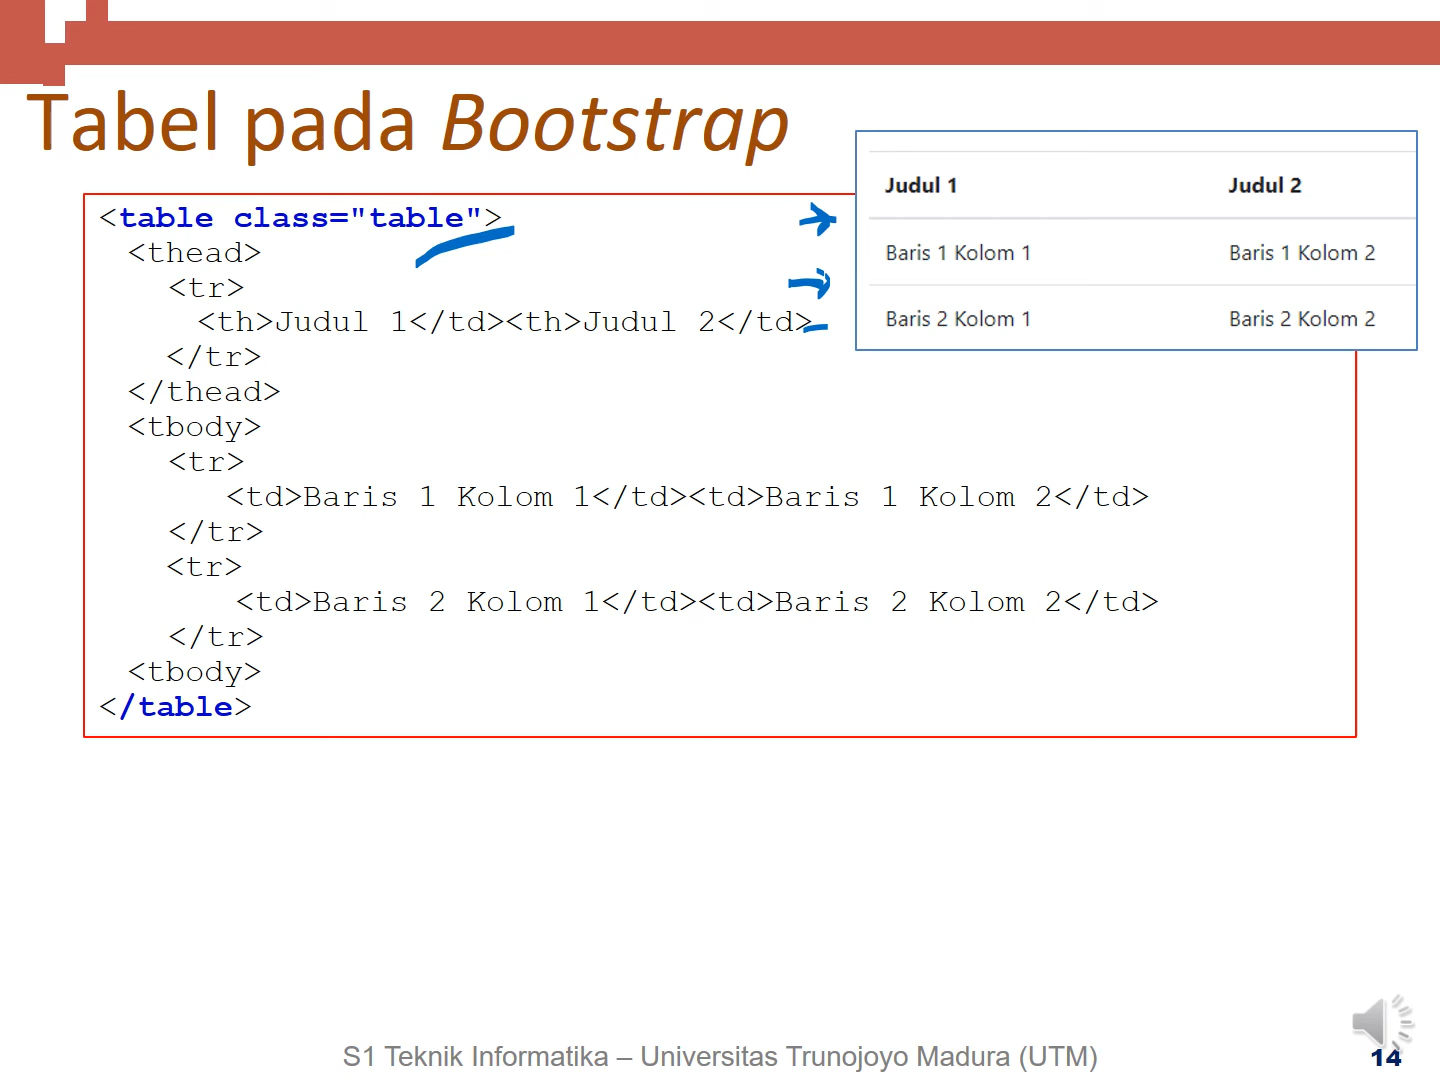 Tabel pada Bootstrap
Judul 1 Judul 2
Baris 1 Kolom 1 Baris 1 Kolom 2
Baris 2 Kolom 1 Baris 2 Kolom 2
<table class="table">
<thead>
<tr>
<th>Judul 1</td><th>Judul 2</td>
</tr>
</thead>
<tbody>
<tr>
<td>Baris 1 Kolom 1</td><td>Baris 1 Kolom 2</td>
</tr>
<tr>
<td>Baris 2 Kolom 1</td><td>Baris 2 Kolom 2</td>
</tr>
<tbody>
</table>
S1 Teknik Informatika – Universitas Trunojoyo Madura (UTM)
14